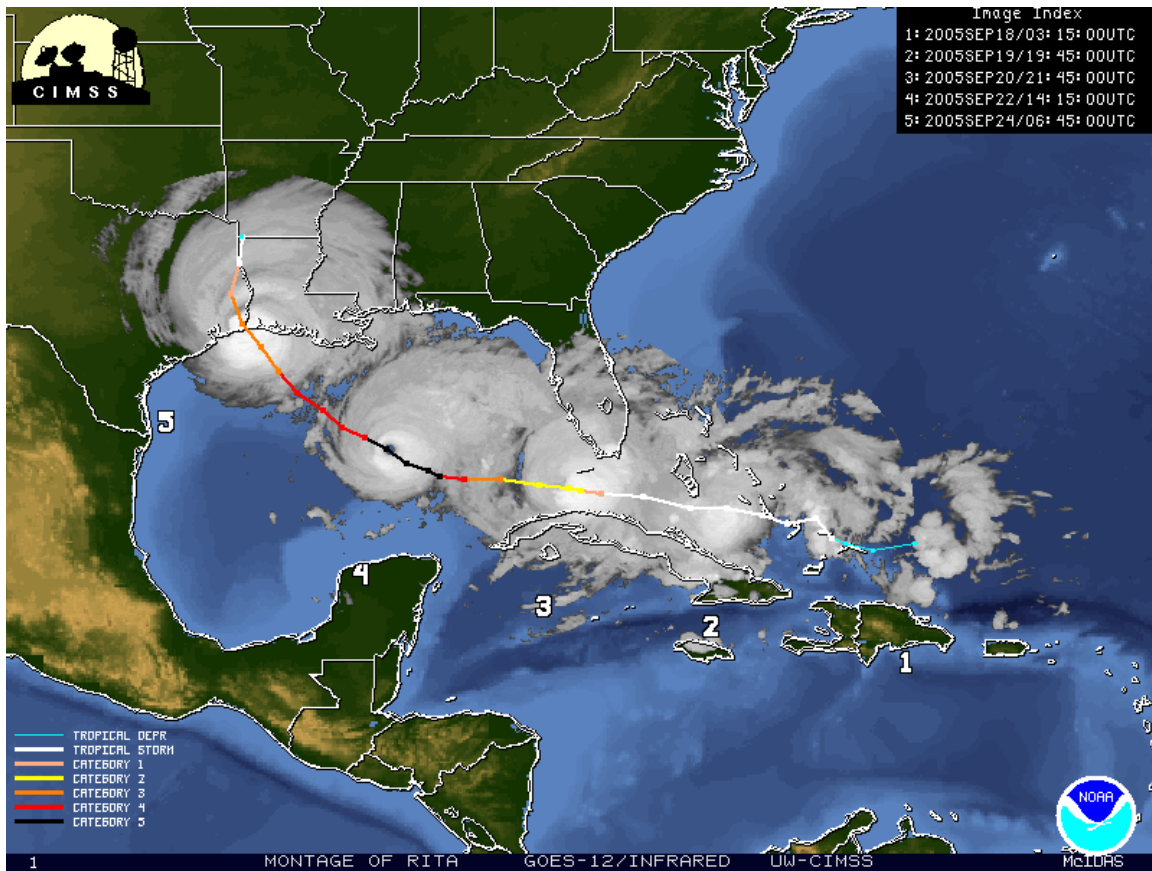 CIMSS
Image Index
1: 2005SEP18/03:15:00UTC
2: 2005SEP19/19:45:00UTC
3: 2005SEP20/21:45:00UTC
4: 2005SEP22/14:15:00UTC
5: 2005SEP24/06:45:00UTC
5
4
3
2
1
TROPICAL DEPR
TROPICAL STORM
CATEGORY 1
CATEGORY 2
CATEGORY 3
CATEGORY 4
CATEGORY 5
NOAA
1 MONTAGE OF RITA GOES-12/INFRARED UW-CIMSS McIDAS